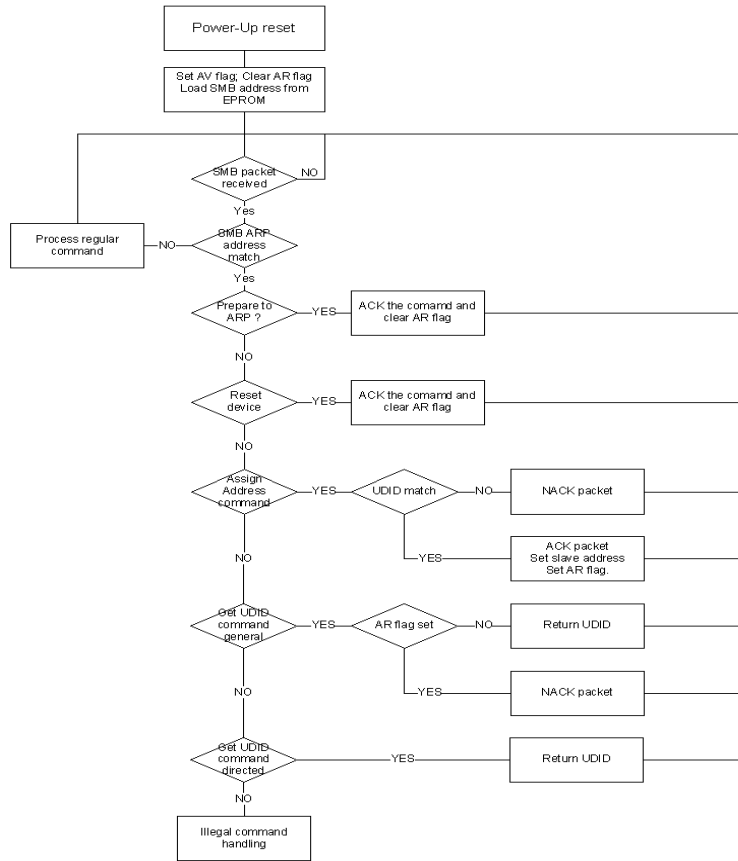 Power-Up reset
Set AV flag; Clear AR flag
Load SMB address from
EPROM
SMB packet
received
NO
Yes
Process regular
command
NO
SMB ARP
address
match
Yes
Prepare to
ARP ?
YES
ACK the comamd and
clear AR flag
NO
Reset
device
YES
ACK the comamd and
clear AR flag
NO
Assign
Address
command
YES
UDID match
NO
NACK packet
YES
ACK packet
Set slave address
Set AR flag.
NO
Get UDID
command
general
YES
AR flag set
NO
Return UDID
YES
NACK packet
NO
Get UDID
command
directed
YES
Return UDID
NO
Illegal command
handling